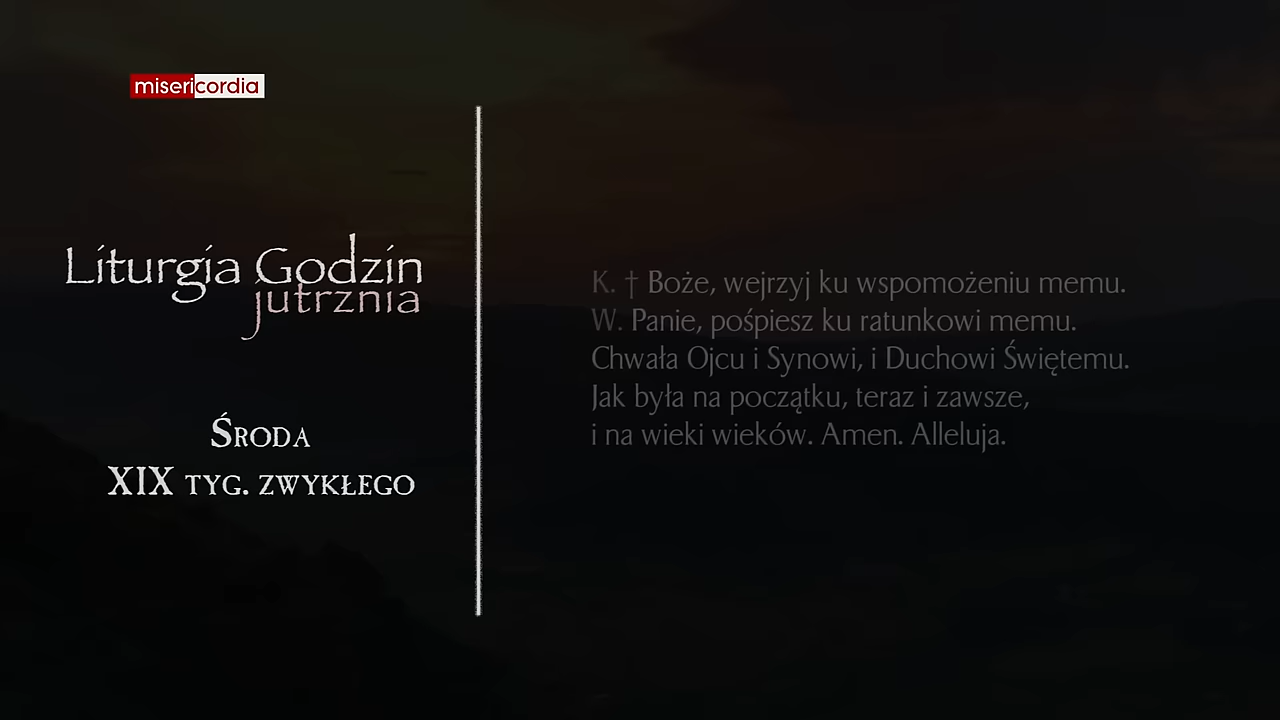 misericordia
Liturgia Godzin
jutrznia
Środa
XIX tyg. zwykłego
K. † Boże, wejrzyj ku wspomożeniu memu.
W. Panie, pośpiesz ku ratunkowi memu.
Chwała Ojcu i Synowi, i Duchowi Świętemu.
Jak była na początku, teraz i zawsze,
i na wieki wieków. Amen. Alleluja.